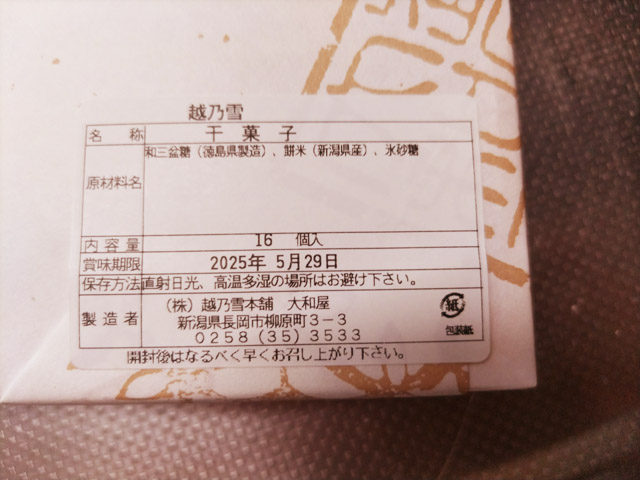 越乃雪
名称 干菓子
原材料名 和三盆糖（徳島県製造）、餅米（新潟県産）、氷砂糖
内容量 16 個入
賞味期限 2025年 5月29日
保存方法 直射日光、高温多湿の場所はお避け下さい。
製造者 （株）越乃雪本舗 大和屋
新潟県長岡市柳原町３－３
０２５８（３５）３５３３
紙
包装紙
開封後はなるべく早くお召し上がり下さい。